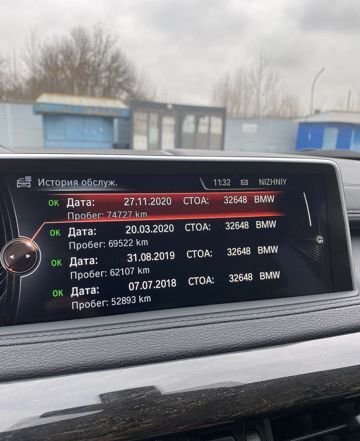 История обслуж. 11:32 NIZHNIY
OK Дата: 27.11.2020 СТОА: 32648 BMW
Пробег: 74727 km
OK Дата: 20.03.2020 СТОА: 32648 BMW
Пробег: 69522 km
OK Дата: 31.08.2019 СТОА: 32648 BMW
Пробег: 62107 km
OK Дата: 07.07.2018 СТОА: 32648 BMW
Пробег: 52893 km